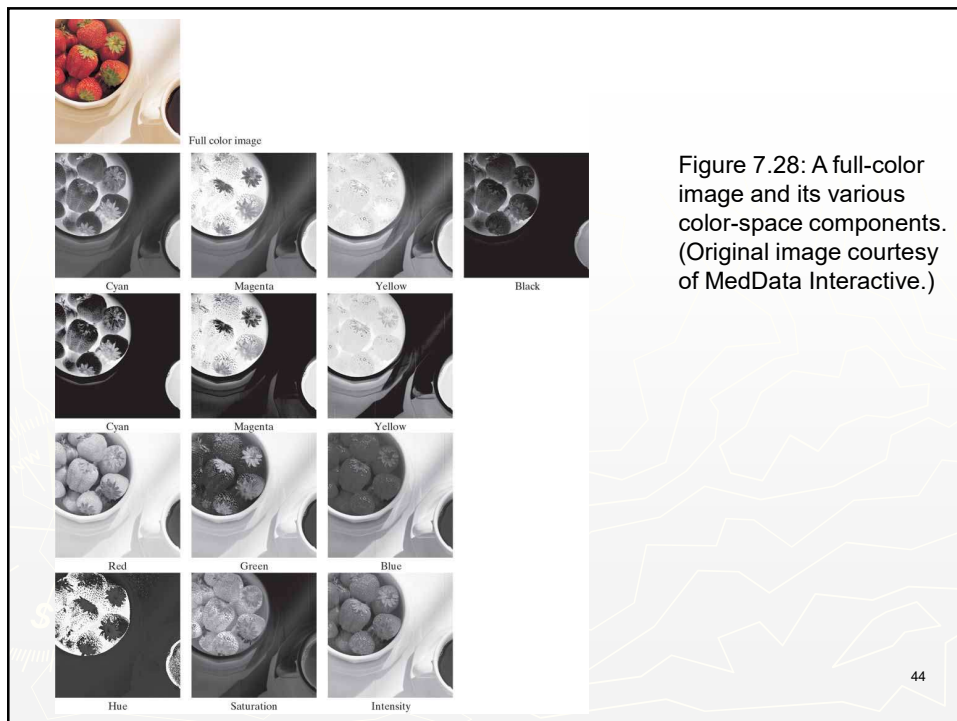 Full color image
Figure 7.28: A full-color
image and its various
color-space components.
(Original image courtesy
of MedData Interactive.)
Cyan Magenta Yellow Black
Cyan Magenta Yellow
Red Green Blue
Hue Saturation Intensity
44